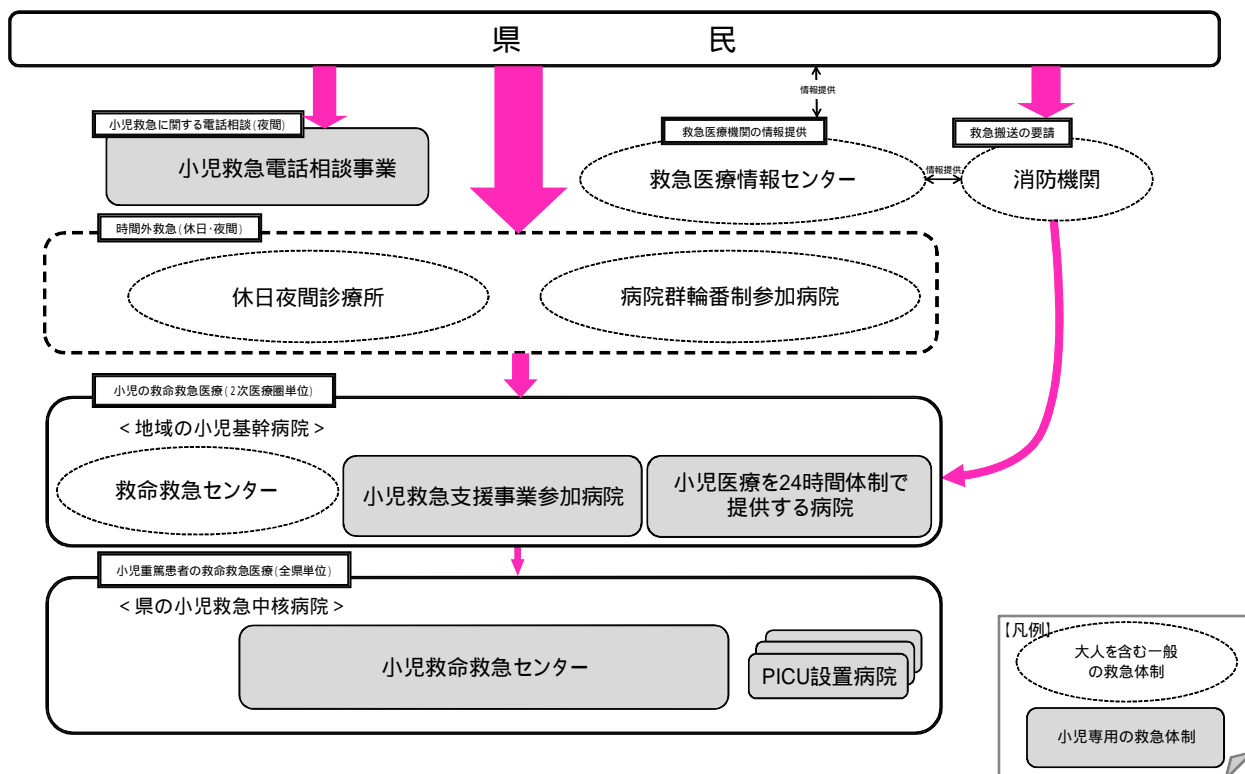 県 民
情報提供
小児救急に関する電話相談(夜間)
小児救急電話相談事業
救急医療機関の情報提供
救急医療情報センター
情報提供
救急搬送の要請
消防機関
時間外救急(休日・夜間)
休日夜間診療所
病院群輪番制参加病院
小児の救命救急医療(2次医療圏単位)
<地域の小児基幹病院>
救命救急センター
小児救急支援事業参加病院
小児医療を24時間体制で
提供する病院
小児重篤患者の救命救急医療(全県単位)
<県の小児救急中核病院>
小児救命救急センター
PICU設置病院
【凡例】
大人を含む一般
の救急体制
小児専用の救急体制